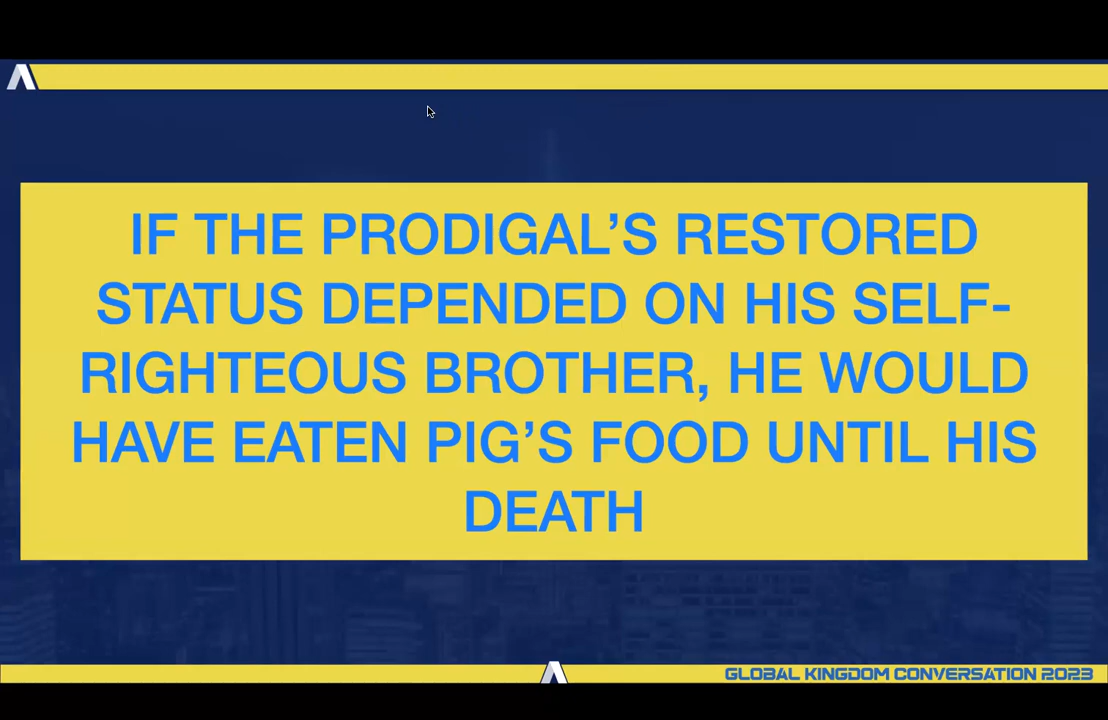 IF THE PRODIGAL’S RESTORED
STATUS DEPENDED ON HIS SELF-
RIGHTEOUS BROTHER, HE WOULD
HAVE EATEN PIG’S FOOD UNTIL HIS
DEATH
GLOBAL KINGDOM CONVERSATION 2023